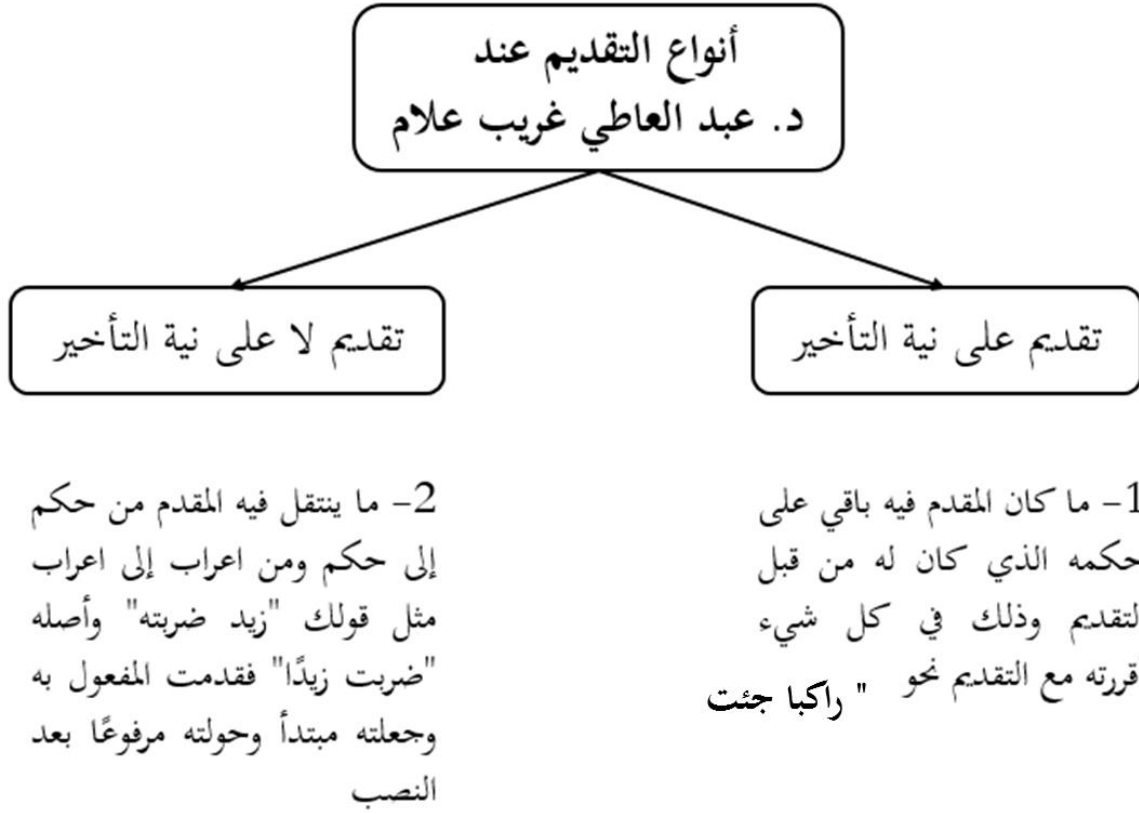 أنواع التقديم عند
د. عبد العاطي غريب علام
تقديم على نية التأخير
تقديم لا على نية التأخير
1- ما كان المقدم فيه باقي على
حكمه الذي كان له من قبل
لتقديم وذلك في كل شيء
قررته مع التقديم نحو
" راكبا جئت
2- ما ينتقل فيه المقدم من حكم
إلى حكم ومن اعراب إلى اعراب
مثل قولك "زيد ضربته" وأصله
"ضربت زيدًا" فقدمت المفعول به
وجعلته مبتدأ وحولته مرفوعًا بعد
النصب